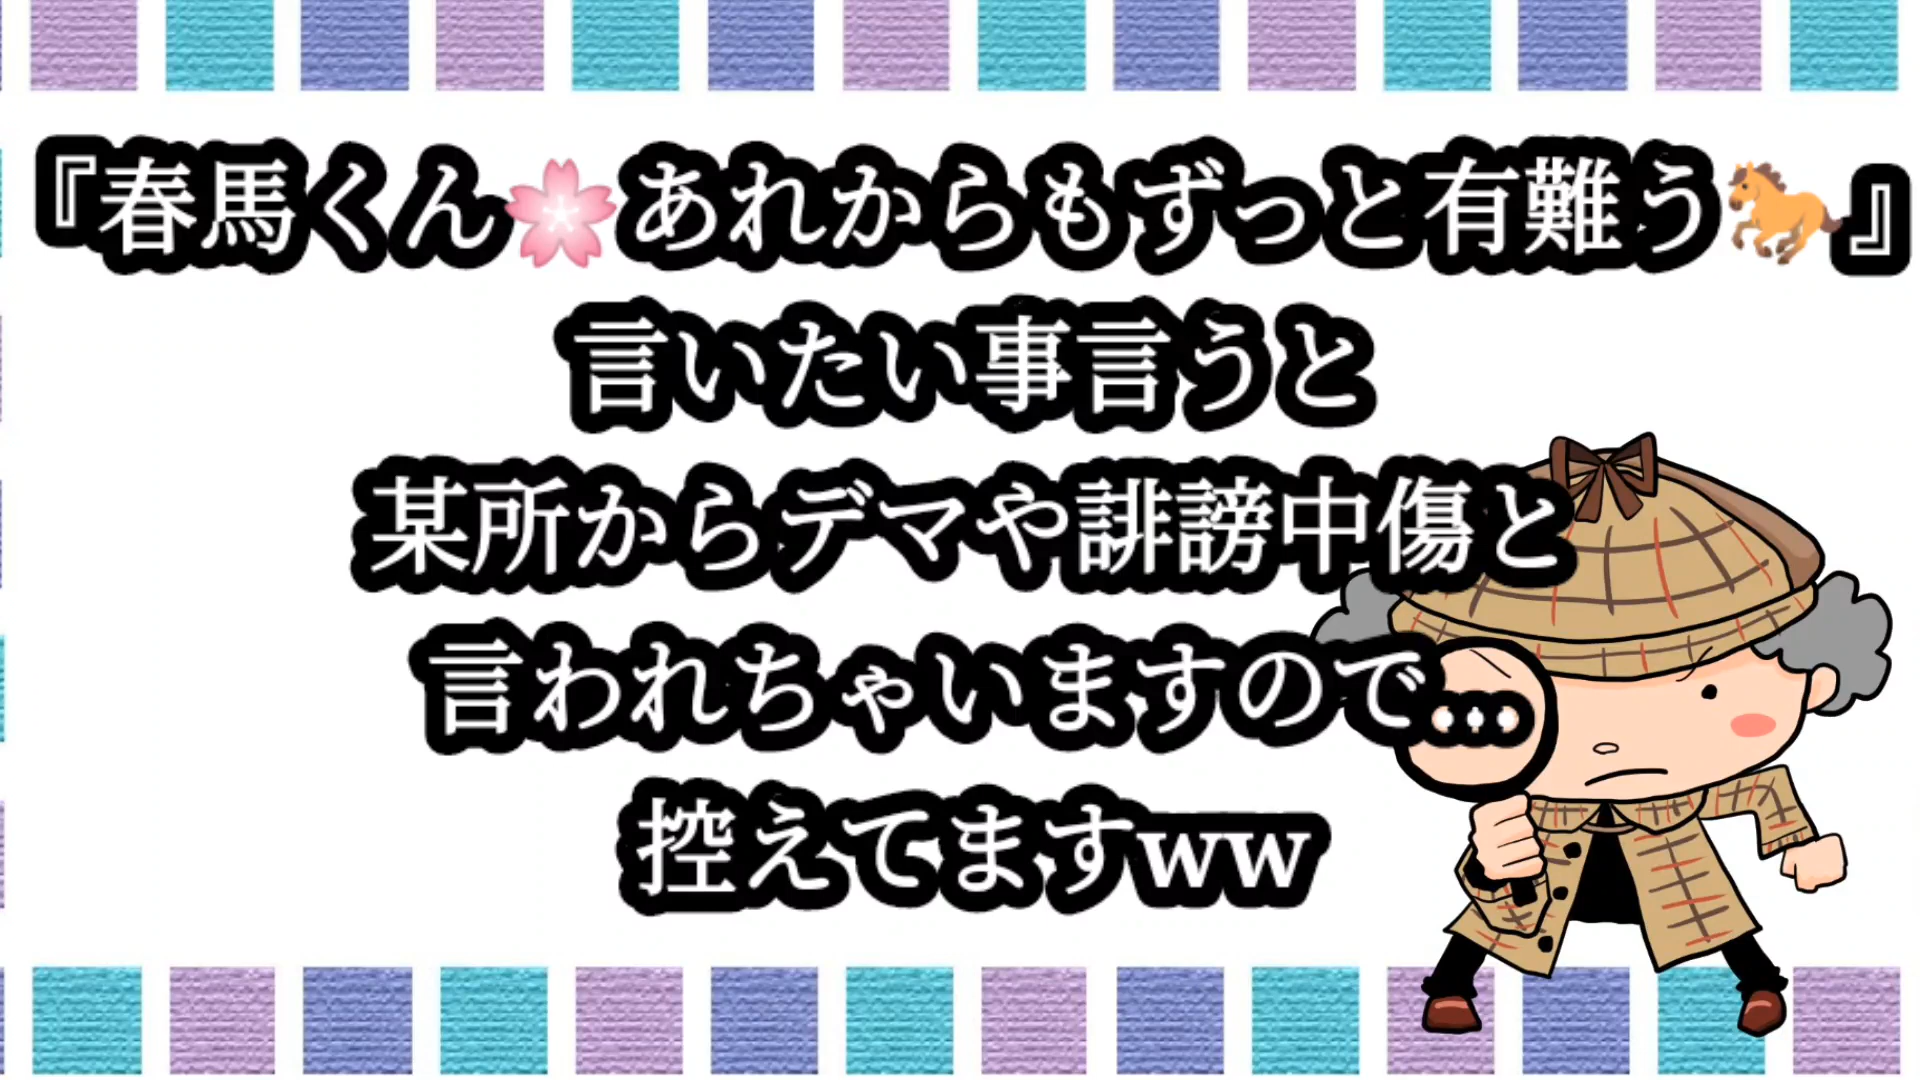 『春馬くん🌸あれからもずっと有難う🐎』
言いたい事言うと
某所からデマや誹謗中傷と
言われちゃいますので…
控えてますww